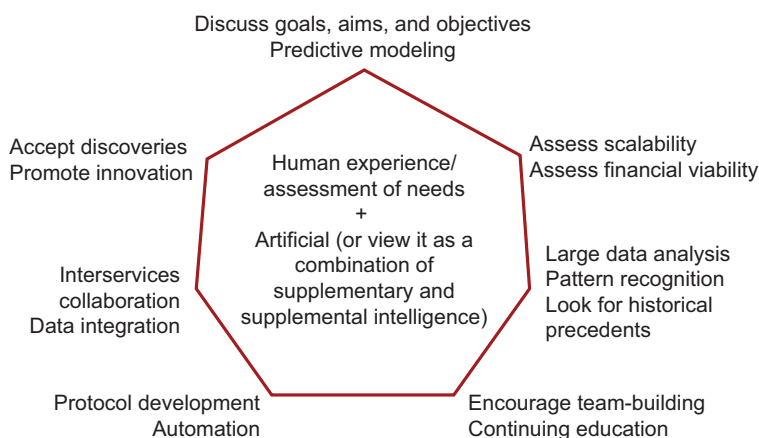 Discuss goals, aims, and objectives
Predictive modeling
Accept discoveries
Promote innovation
Assess scalability
Assess financial viability
Human experience/
assessment of needs
+
Artificial (or view it as a
combination of
supplementary and
supplemental intelligence)
Large data analysis
Pattern recognition
Look for historical
precedents
Interservices
collaboration
Data integration
Protocol development
Automation
Encourage team-building
Continuing education